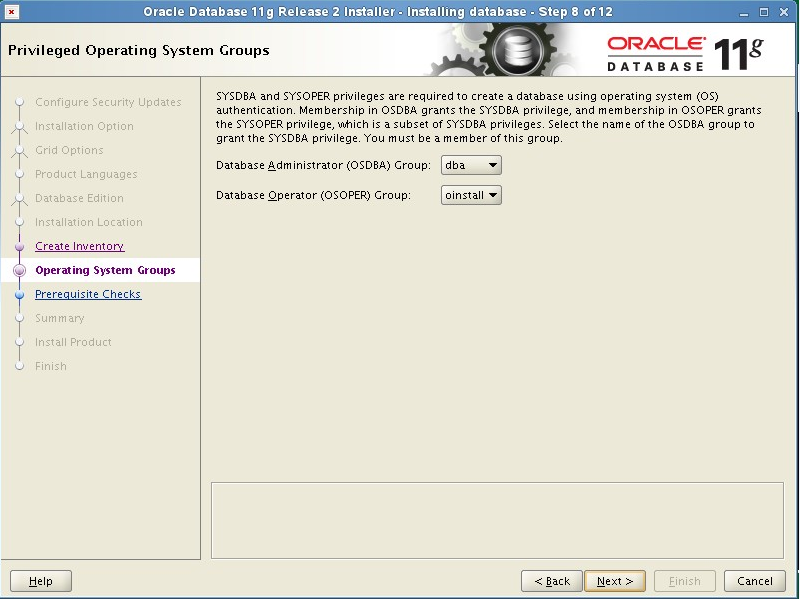 Oracle Database 11g Release 2 Installer - Installing database - Step 8 of 12
Privileged Operating System Groups
ORACLE®
DATABASE
11g
Configure Security Updates
Installation Option
Grid Options
Product Languages
Database Edition
Installation Location
Create Inventory
Operating System Groups
Prerequisite Checks
Summary
Install Product
Finish
SYSDBA and SYSOPER privileges are required to create a database using operating system (OS)
authentication. Membership in OSDBA grants the SYSDBA privilege, and membership in OSOPER grants
the SYSOPER privilege, which is a subset of SYSDBA privileges. Select the name of the OSDBA group to
grant the SYSDBA privilege. You must be a member of this group.
Database Administrator (OSDBA) Group: dba
Database Operator (OSOPER) Group: oinstall
Help
< Back
Next >
Finish
Cancel